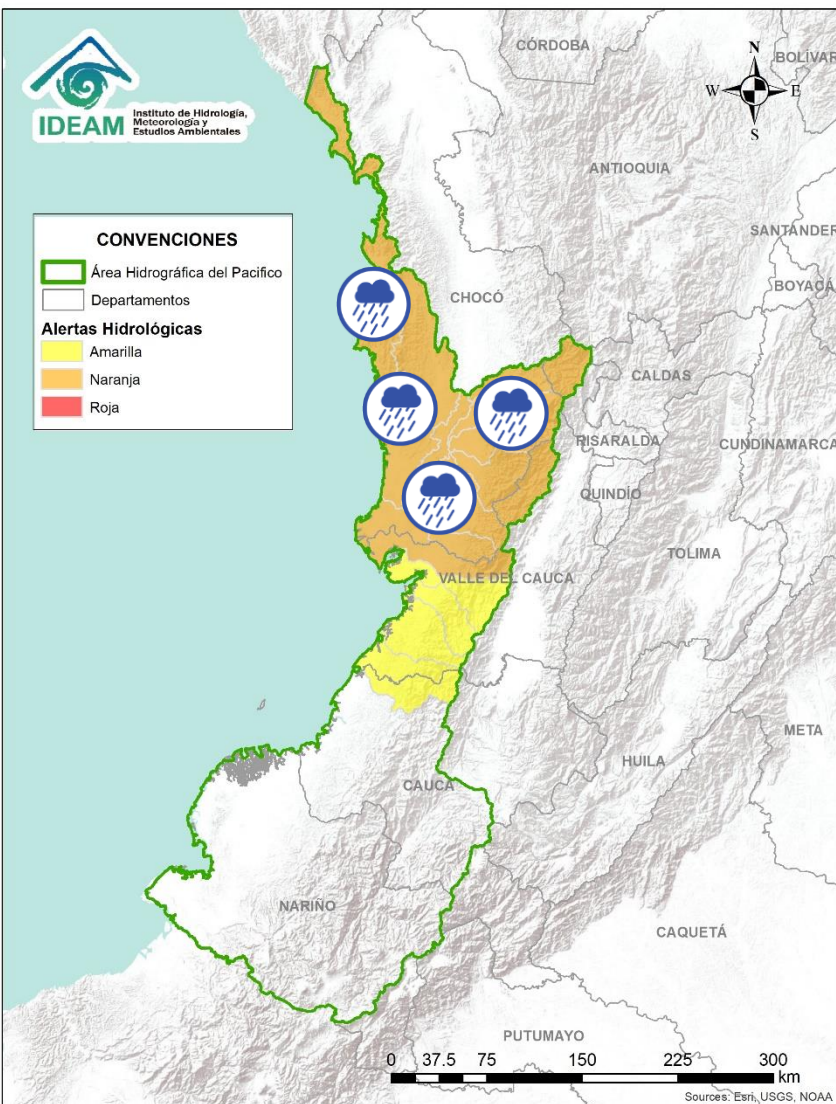 IDEAM
Instituto de Hidrología,
Meteorología y
Estudios Ambientales
CÓRDOBA
BOLÍVAR
N
W
E
S
ANTIOQUIA
SANTANDER
BOYACÁ
CONVENCIONES
Área Hidrográfica del Pacifico
Departamentos
Alertas Hidrológicas
Amarilla
Naranja
Roja
CHOCÓ
CALDAS
RISARALDA
CUNDINAMARCA
QUINDÍO
TOLIMA
VALLE DEL CAUCA
META
HUILA
CAUCA
NARIÑO
CAQUETÁ
PUTUMAYO
0 37.5 75 150 225 300
km
Sources: Esri, USGS, NOAA